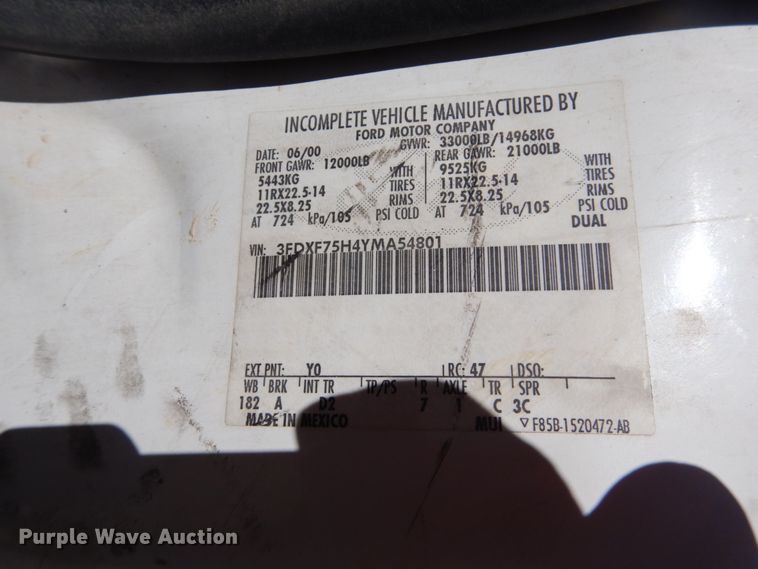 INCOMPLETE VEHICLE MANUFACTURED BY
FORD MOTOR COMPANY
DATE: 06/00 GVWR: 33000LB/14968KG
FRONT GAWR: 12000LB REAR GAWR: 21000LB
5443KG WITH 9525KG WITH
11RX22.5-14 TIRES 11RX22.5-14 TIRES
22.5X8.25 RIMS 22.5X8.25 RIMS
AT 724 kPa/105 PSI COLD AT 724 kPa/105 PSI COLD
DUAL
VIN: 3FDXF75H4YMA54801
EXT PNT: YO RC: 47 DSO:
WB BRK INT TR TP/PS R AXLE TR SPR
182 A D2 7 1 C 3C
MADE IN MEXICO MUI F85B-1520472-AB
Purple Wave Auction